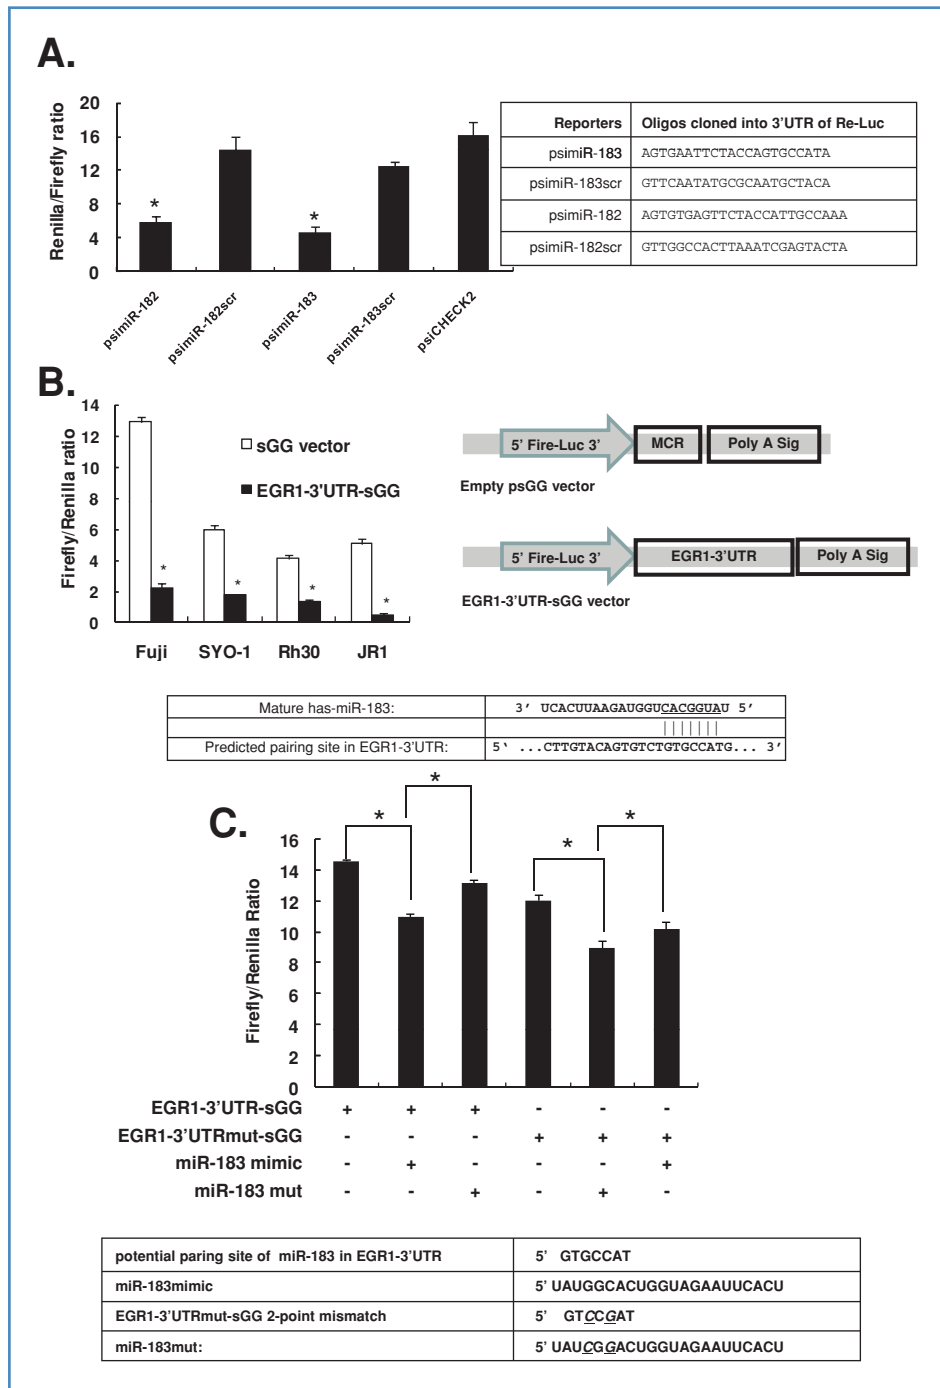 A.
Renilla/Firefly ratio
20
16
12
8
4
0
*
*
psimiR-182
psimiR-182scr
psimiR-183
psimiR-183scr
psiCHECK2
Reporters Oligos cloned into 3'UTR of Re-Luc
psimiR-183 AGTGAATTCTACCAGTGCCATA
psimiR-183scr GTTCAATATGCGCAATGCTACA
psimiR-182 AGTGTGAGTTCTACCATTGCCAAA
psimiR-182scr GTTGGCCACTTAAATCGAGTACTA
B.
Firefly/Renilla ratio
14
12
10
8
6
4
2
0
sGG vector
EGR1-3'UTR-sGG
* * * *
Fuji SYO-1 Rh30 JR1
5' Fire-Luc 3' MCR Poly A Sig
Empty psGG vector
5' Fire-Luc 3' EGR1-3'UTR Poly A Sig
EGR1-3'UTR-sGG vector
Mature has-miR-183: 3' UCACUUAAGAUGGUCACGGUAU 5'
|||||||
Predicted pairing site in EGR1-3'UTR: 5' ...CTTGTACAGTGTCTGTGCCATG... 3'
C.
Firefly/Renilla Ratio
16
14
12
10
8
6
4
2
0
* * * *
EGR1-3'UTR-sGG + + + - - -
EGR1-3'UTRmut-sGG - - - + + +
miR-183 mimic - + - - - +
miR-183 mut - - + - + -
potential paring site of miR-183 in EGR1-3'UTR 5' GTGCCAT
miR-183mimic 5' UAUGGCACUGGUAGAAUUCACU
EGR1-3'UTRmut-sGG 2-point mismatch 5' GTCCGAT
miR-183mut: 5' UAUCGGACUGGUAGAAUUCACU